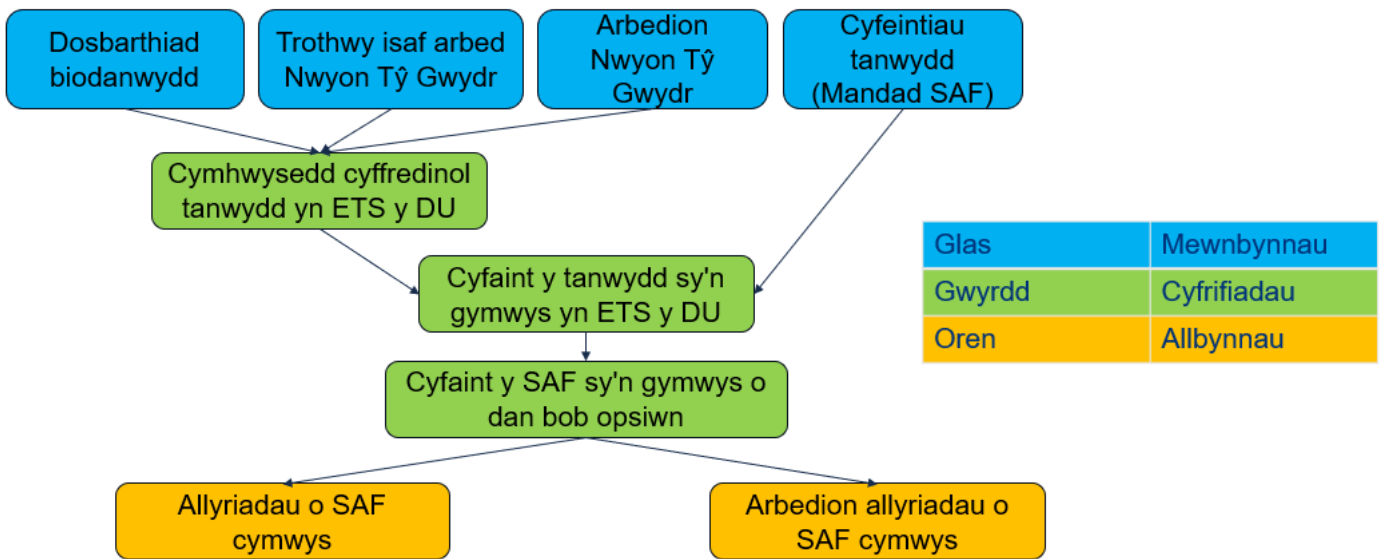 Dosbarthiad
biodanwydd
Trothwy isaf arbed
Nwyon Tŷ Gwydr
Arbedion
Nwyon Tŷ
Gwydr
Cyfeintiau
tanwydd
(Mandad SAF)
Cymhwysedd cyffredinol
tanwydd yn ETS y DU
Cyfaint y tanwydd sy'n
gymwys yn ETS y DU
Cyfaint y SAF sy'n gymwys o
dan bob opsiwn
Allyriadau o SAF
cymwys
Arbedion allyriadau o
SAF cymwys
Glas Mewnbynnau
Gwyrdd Cyfrifiadau
Oren Allbynnau